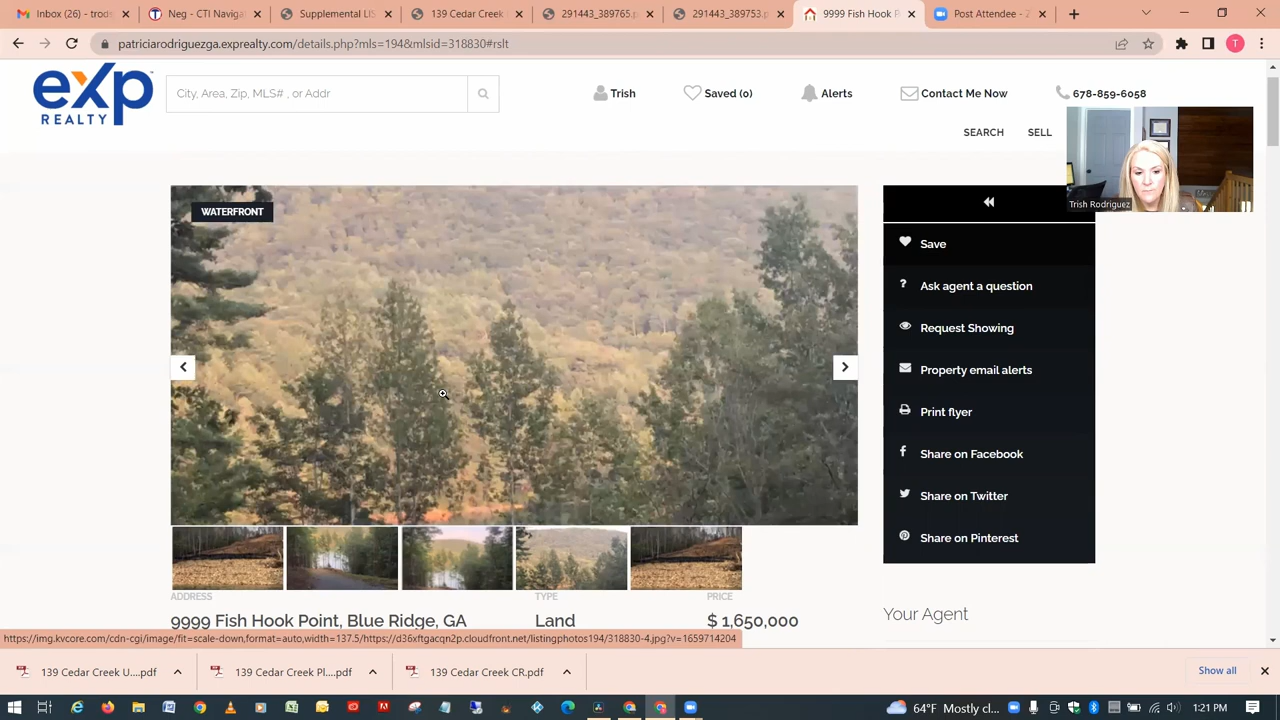 Inbox (26) - trods
Neg - CTI Navigat
Supplemental LIS
139 Cedar Creek
291443_389765.p
291443_389753.p
9999 Fish Hook P
Post Attendee - Z
patriciarodriguezga.exprealty.com/details.php?mls=194&mlsid=318830#rslt
T
eXp
REALTY
City, Area, Zip, MLS# , or Addr
Trish
Saved (0)
Alerts
Contact Me Now
678-859-6058
SEARCH
SELL
Trish Rodriguez
WATERFRONT
Save
Ask agent a question
Request Showing
Property email alerts
Print flyer
Share on Facebook
Share on Twitter
Share on Pinterest
ADDRESS
TYPE
PRICE
9999 Fish Hook Point, Blue Ridge, GA
Land
$ 1,650,000
Your Agent
https://img.kvcore.com/cdn-cgi/image/fit=scale-down,format=auto,width=137.5/https://d36xftgacqn2p.cloudfront.net/listingphotos194/318830-4.jpg?v=1659714204
139 Cedar Creek U....pdf
139 Cedar Creek Pl....pdf
139 Cedar Creek CR.pdf
Show all
64°F Mostly cl...
1:21 PM